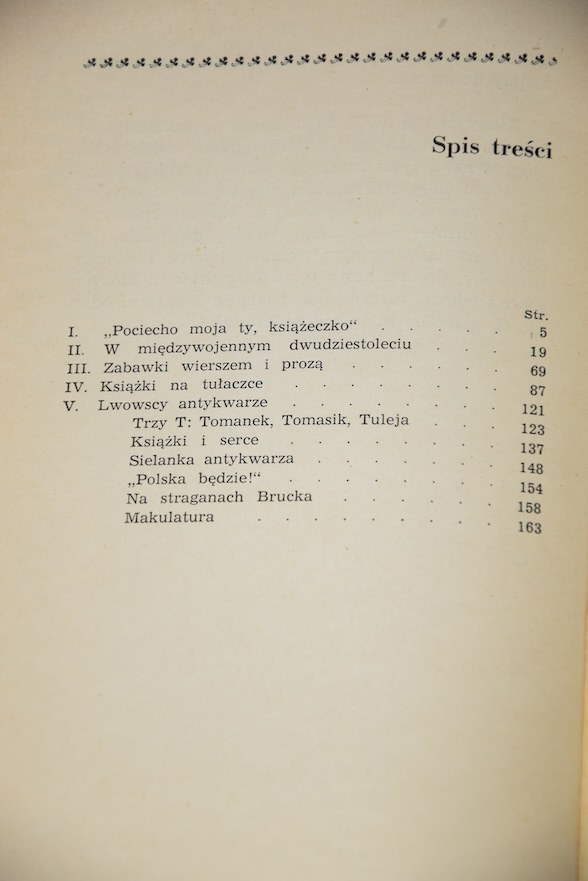 Spis treści
Str.
I. „Pociecho moja ty, książeczko“ . . . . . 5
II. W międzywojennym dwudziestoleciu . . . 19
III. Zabawki wierszem i prozą . . . . . . 69
IV. Książki na tułaczce . . . . . . . . 87
V. Lwowscy antykwarze . . . . . . . . 121
Trzy T: Tomanek, Tomasik, Tuleja . . . 123
Książki i serce . . . . . . . . 137
Sielanka antykwarza . . . . . . . 148
„Polska będzie!“ . . . . . . . . 154
Na straganach Brucka . . . . . . 158
Makulatura . . . . . . . . . 163